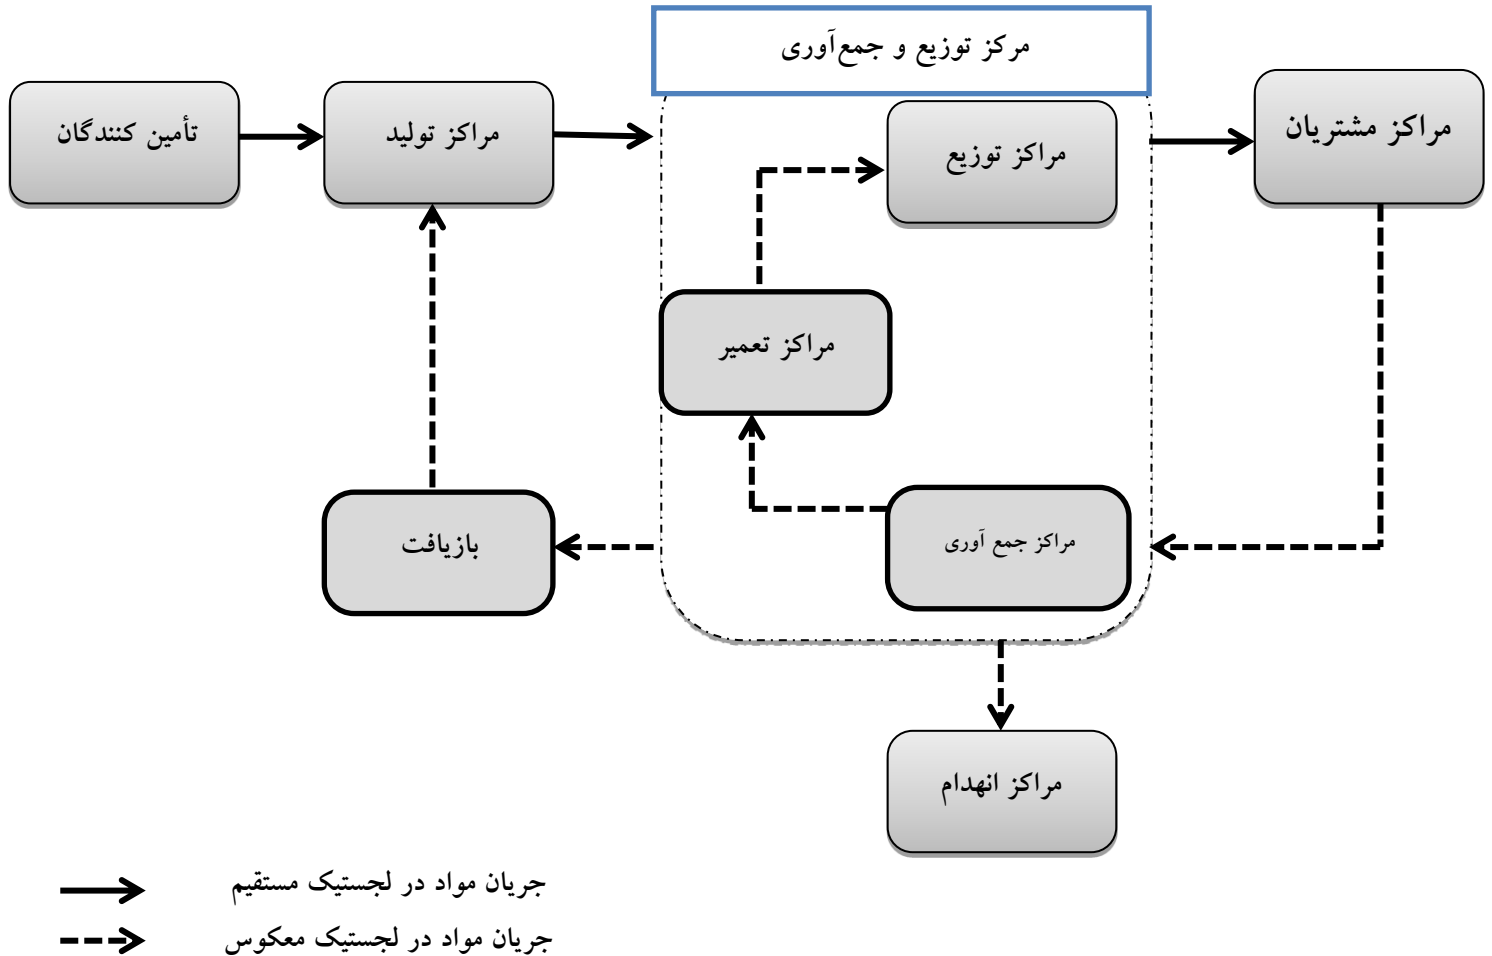 مرکز توزیع و جمع‌آوری
مراکز مشتریان
مراکز توزیع
مراکز تولید
تأمین کنندگان
مراکز تعمیر
مراکز جمع آوری
بازیافت
مراکز انهدام
جریان مواد در لجستیک مستقیم
جریان مواد در لجستیک معکوس